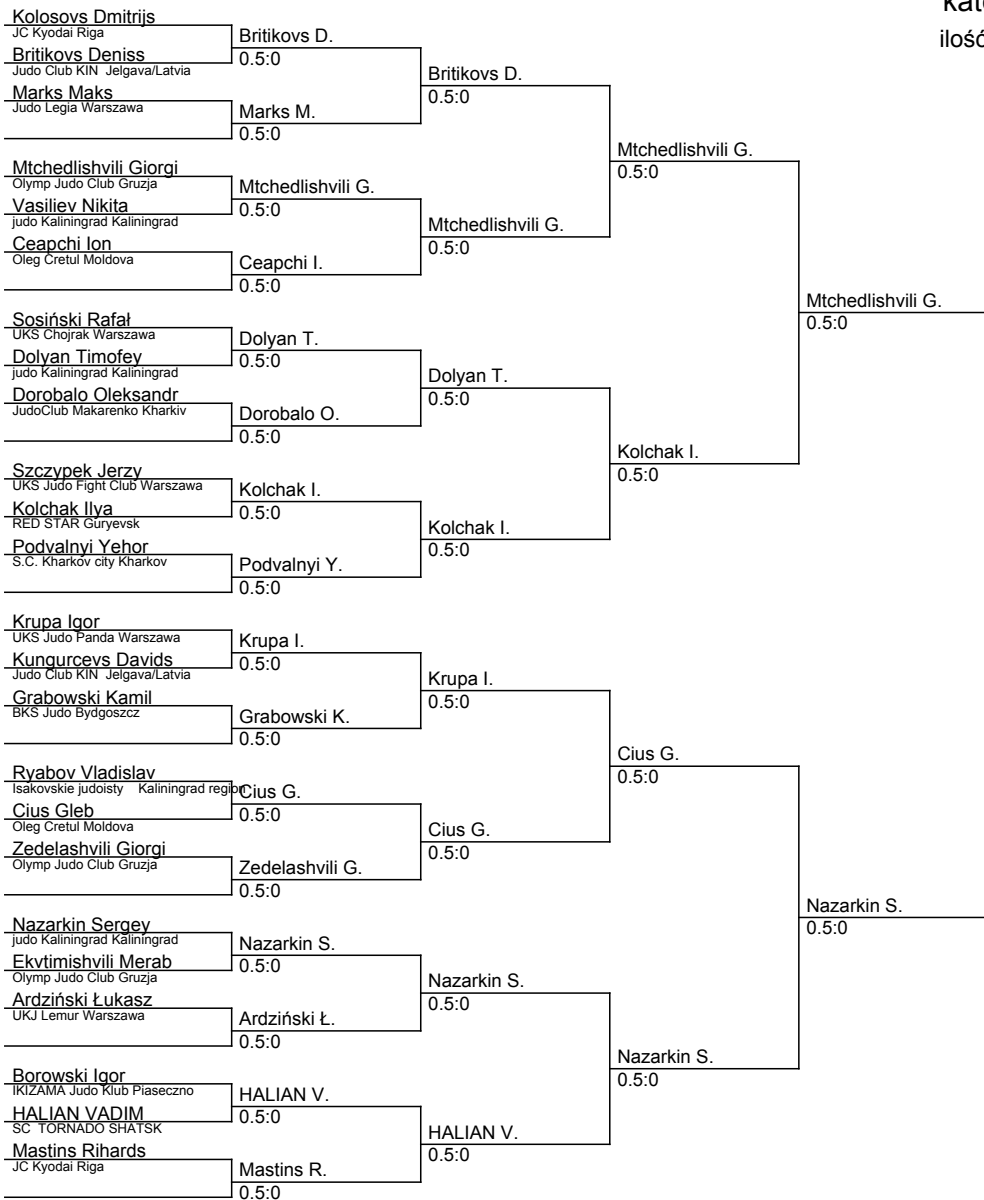 Kolosovs Dmitrijs
JC Kyodai Riga
Britikovs Deniss
Judo Club KIN Jelgava/Latvia
Marks Maks
Judo Legia Warszawa
Mtchedlishvili Giorgi
Olymp Judo Club Gruzja
Vasiliev Nikita
judo Kaliningrad Kaliningrad
Ceapchi Ion
Oleg Cretul Moldova
Sosiński Rafał
UKS Chojrak Warszawa
Dolyan Timofey
judo Kaliningrad Kaliningrad
Dorobalo Oleksandr
JudoClub Makarenko Kharkiv
Szczypek Jerzy
UKS Judo Fight Club Warszawa
Kolchak Ilya
RED STAR Guryevsk
Podvalnyi Yehor
S.C. Kharkov city Kharkov
Krupa Igor
UKS Judo Panda Warszawa
Kungurcevs Davids
Judo Club KIN Jelgava/Latvia
Grabowski Kamil
BKS Judo Bydgoszcz
Ryabov Vladislav
Isakovskie judoisty Kaliningrad region
Cius Gleb
Oleg Cretul Moldova
Zedelashvili Giorgi
Olymp Judo Club Gruzja
Nazarkin Sergey
judo Kaliningrad Kaliningrad
Ekvtimishvili Merab
Olymp Judo Club Gruzja
Ardziński Łukasz
UKJ Lemur Warszawa
Borowski Igor
IKIZAMA Judo Klub Piaseczno
HALIAN VADIM
SC TORNADO SHATSK
Mastins Rihards
JC Kyodai Riga
Britikovs D.
0.5:0
Marks M.
0.5:0
Mtchedlishvili G.
0.5:0
Ceapchi I.
0.5:0
Dolyan T.
0.5:0
Dorobalo O.
0.5:0
Kolchak I.
0.5:0
Podvalnyi Y.
0.5:0
Krupa I.
0.5:0
Grabowski K.
0.5:0
Cius G.
0.5:0
Zedelashvili G.
0.5:0
Nazarkin S.
0.5:0
Ardziński Ł.
0.5:0
HALIAN V.
0.5:0
Mastins R.
0.5:0
Britikovs D.
0.5:0
Mtchedlishvili G.
0.5:0
Dolyan T.
0.5:0
Kolchak I.
0.5:0
Krupa I.
0.5:0
Cius G.
0.5:0
Nazarkin S.
0.5:0
HALIAN V.
0.5:0
Mtchedlishvili G.
0.5:0
Kolchak I.
0.5:0
Cius G.
0.5:0
Nazarkin S.
0.5:0
Mtchedlishvili G.
0.5:0
Nazarkin S.
0.5:0
ilość